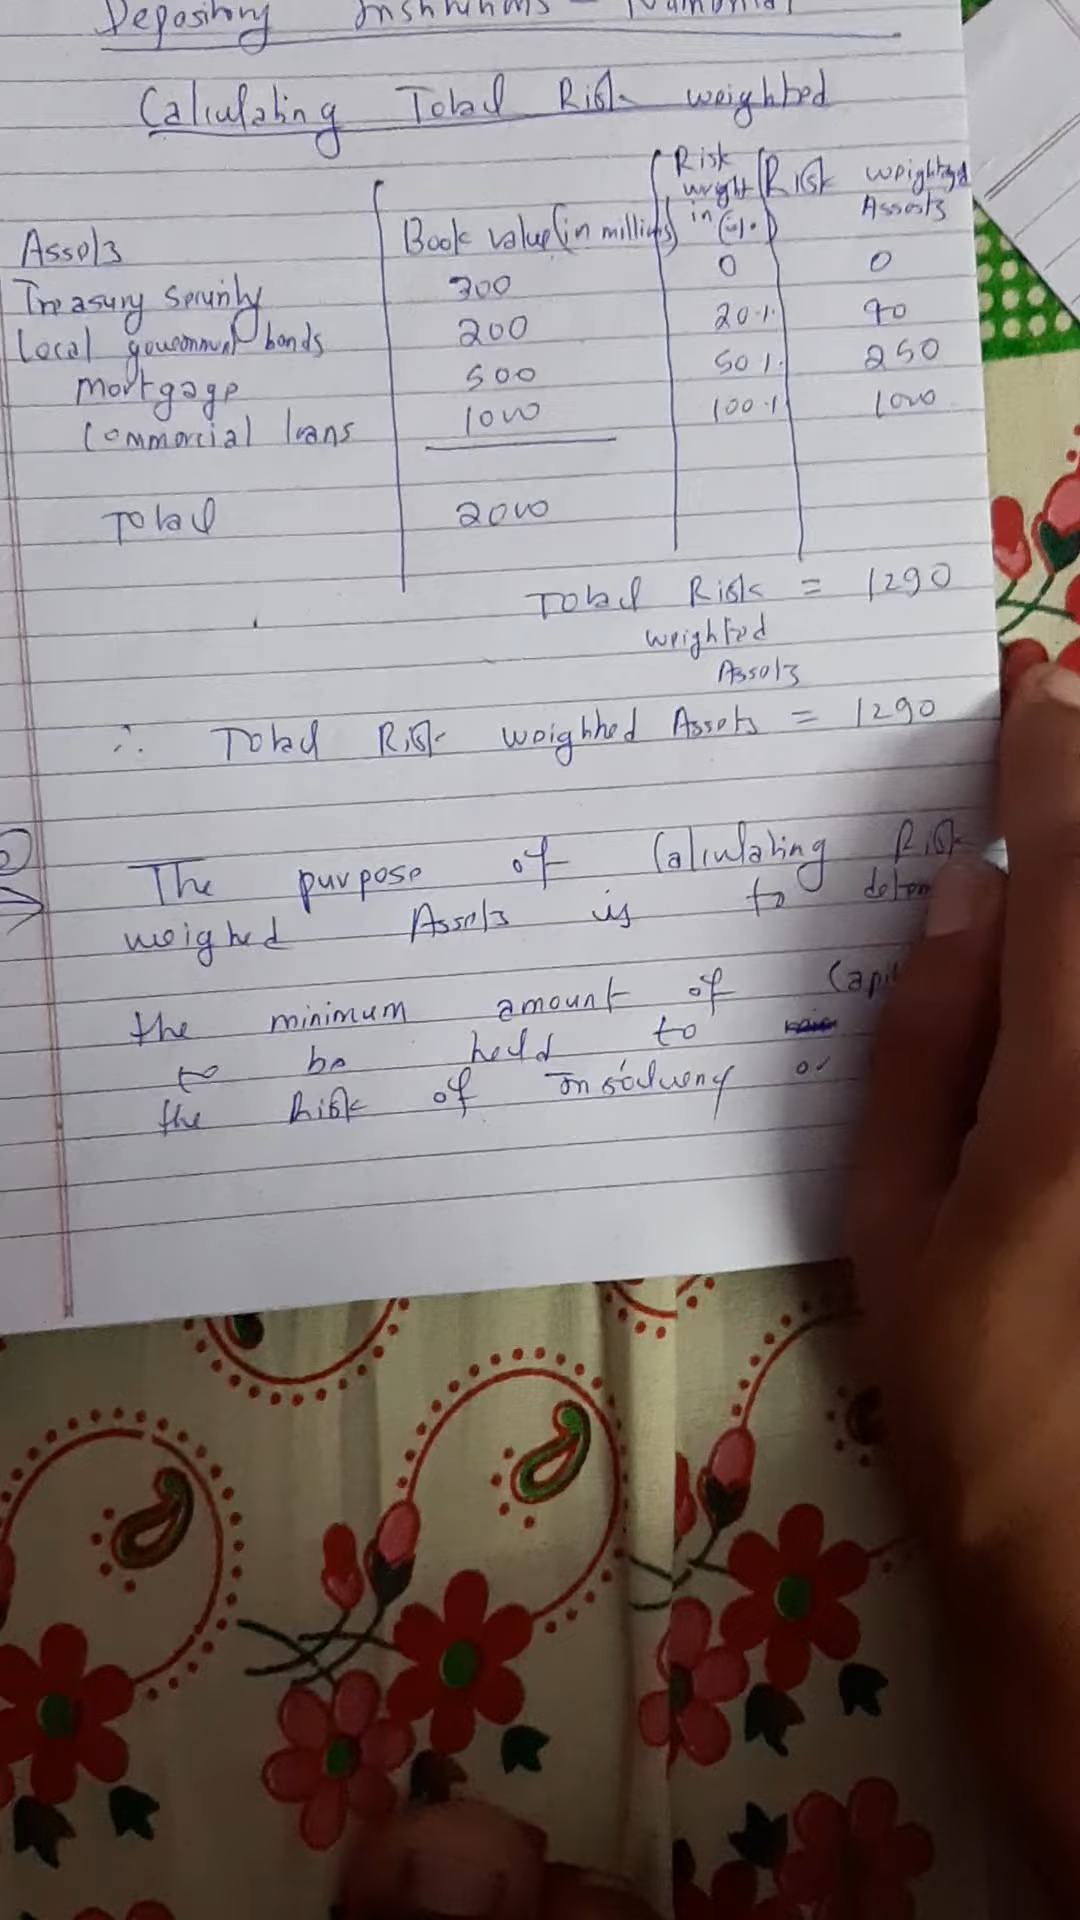 Depository Institutions - Numerical
Calculating Total Risk weighted
Assets | Book value (in millions) | Risk weight in (%) | Risk weighted Assets
Treasury Security 300 0 0
Local government bonds 200 20% 40
Mortgage 500 50% 250
Commercial loans 1000 100% 1000
Total 2000
Total Risk = 1290
weighted
Assets
∴ Total Risk weighted Assets = 1290
The purpose of Calculating Risk
weighed Assets is to
the minimum amount of
to be held to
the Risk of Insolvency or